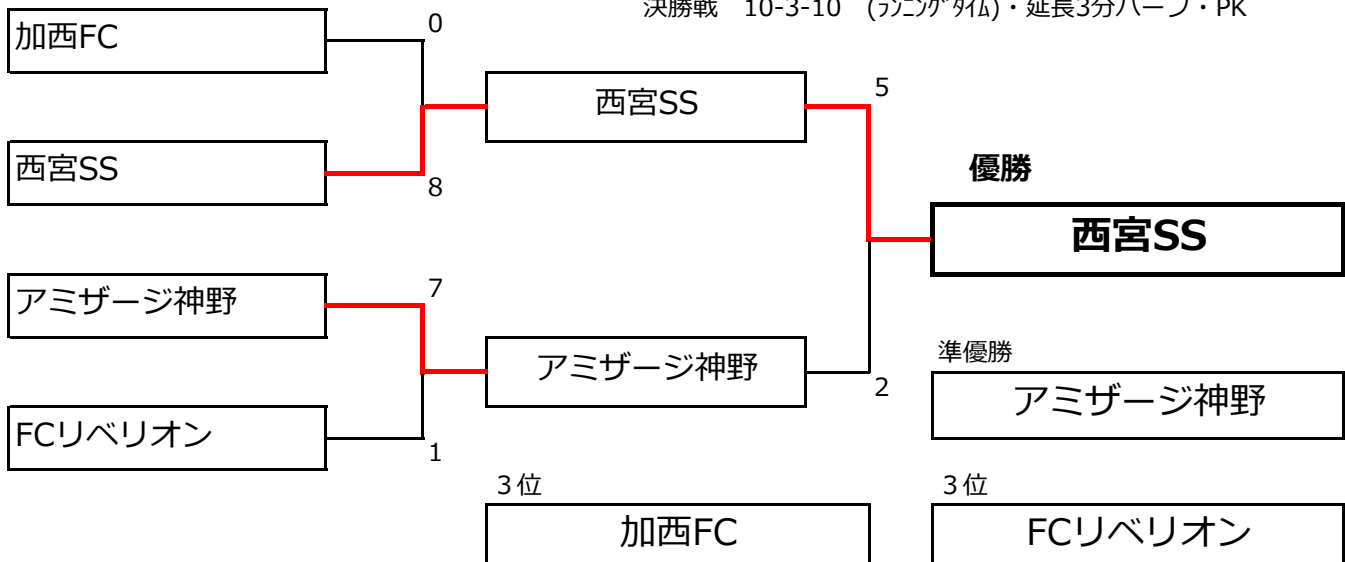 決勝戦　10-3-10　(ﾗﾝﾆﾝｸﾞﾀｲﾑ)・延長3分ハーフ・PK
加西FC
0
西宮SS
5
西宮SS
8
優勝
西宮SS
アミザージ神野
7
アミザージ神野
2
準優勝
アミザージ神野
FCリベリオン
1
３位
加西FC
３位
FCリベリオン